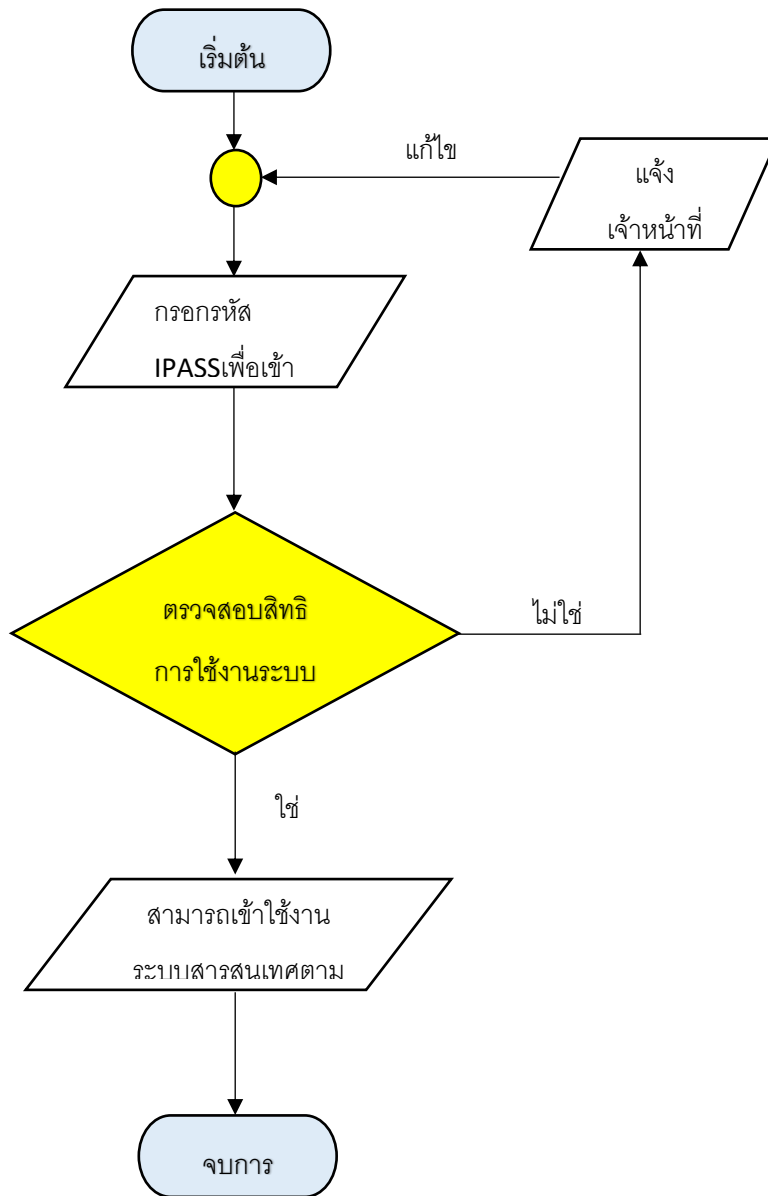 เริ่มต้น
แก้ไข
แจ้ง
เจ้าหน้าที่
กรอกรหัส
IPASSเพื่อเข้า
ตรวจสอบสิทธิ
การใช้งานระบบ
ไม่ใช่
ใช่
สามารถเข้าใช้งาน
ระบบสารสนเทศตาม
จบการ